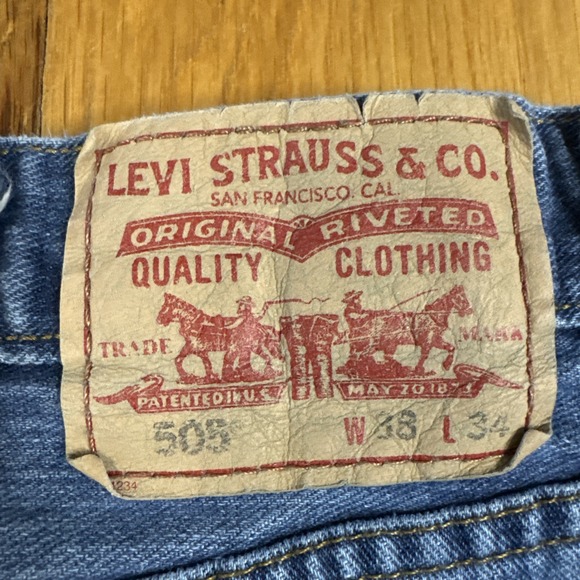 LEVI STRAUSS & CO.
SAN FRANCISCO, CAL.
ORIGINAL RIVETED
QUALITY CLOTHING
TRADE MARK
PATENTED IN U.S. MAY 20 1873
505 W 38 L 34
1234